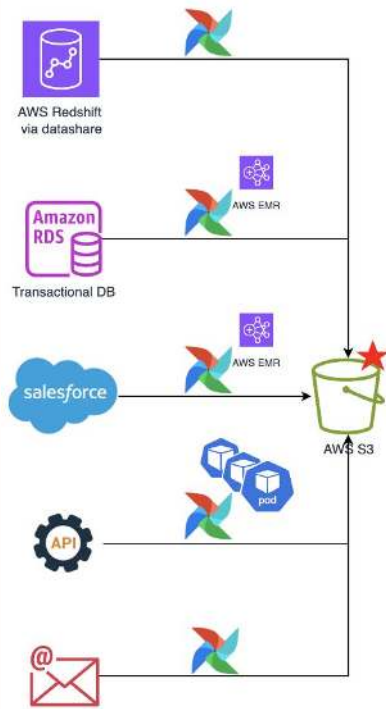 AWS Redshift
via datashare
Amazon
RDS
AWS EMR
Transactional DB
AWS EMR
salesforce
AWS S3
pod
API
@